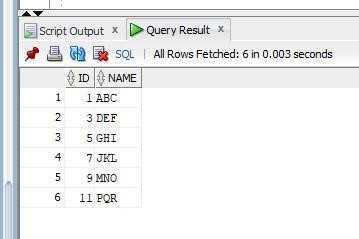 Script Output x Query Result x
SQL | All Rows Fetched: 6 in 0.003 seconds
ID NAME
1 1 ABC
2 3 DEF
3 5 GHI
4 7 JKL
5 9 MNO
6 11 PQR